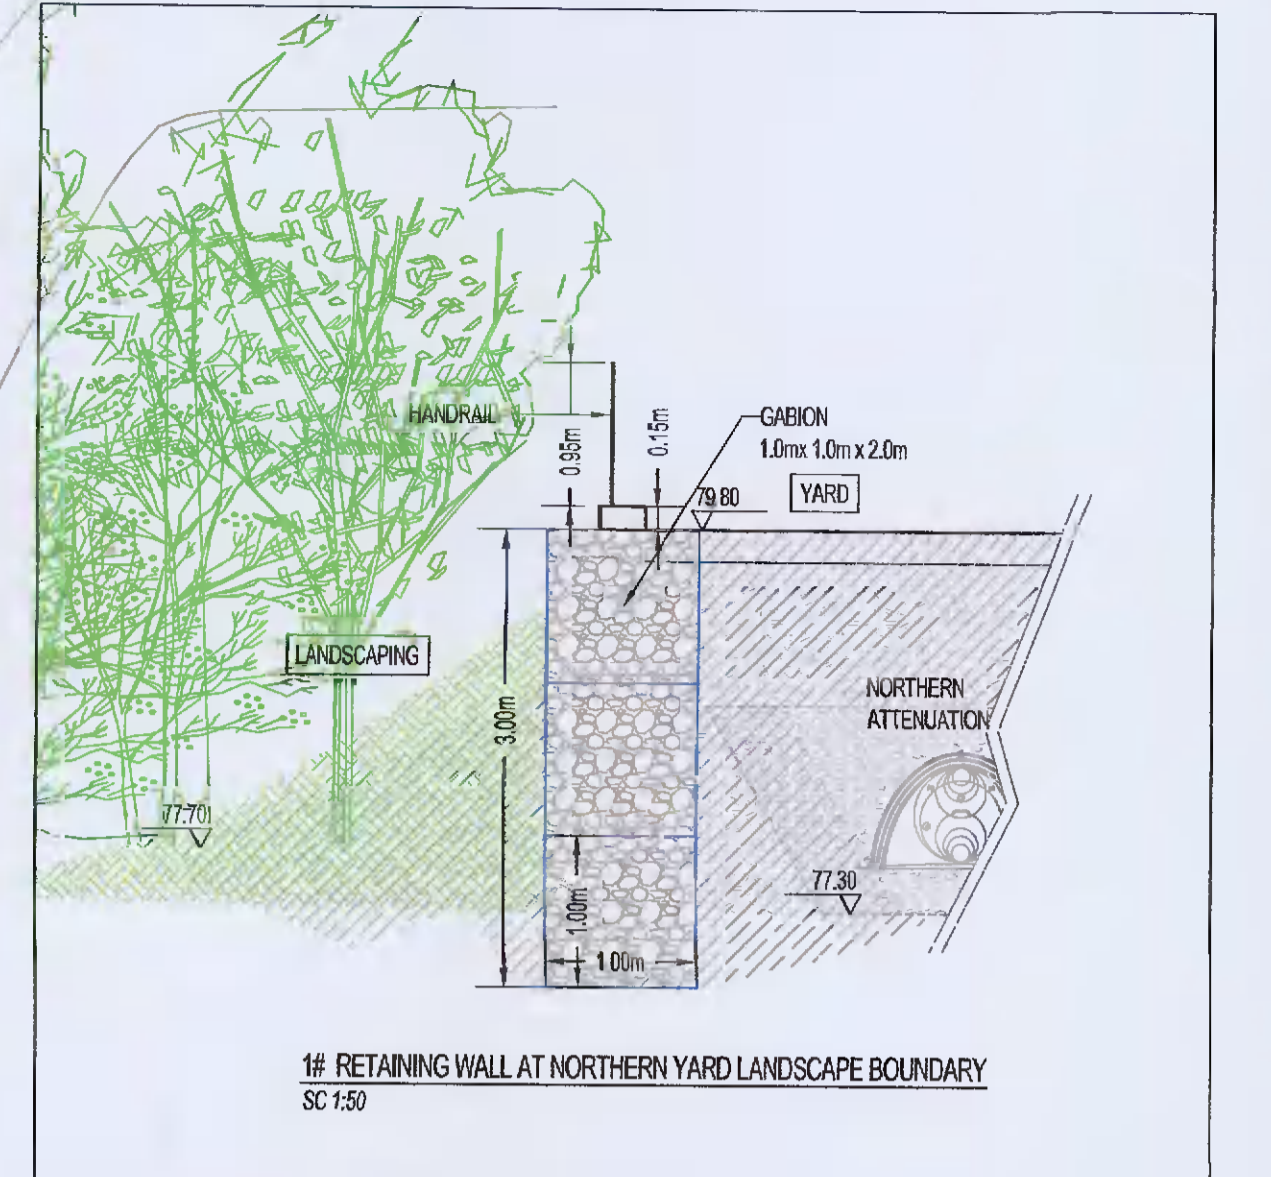 HANDRAIL
0.95m
0.15m
GABION
1.0mx 1.0m x 2.0m
79.80
YARD
LANDSCAPING
3.00m
NORTHERN
ATTENUATION
77.70
77.30
1.00m
1.00m
1# RETAINING WALL AT NORTHERN YARD LANDSCAPE BOUNDARY
SC 1:50